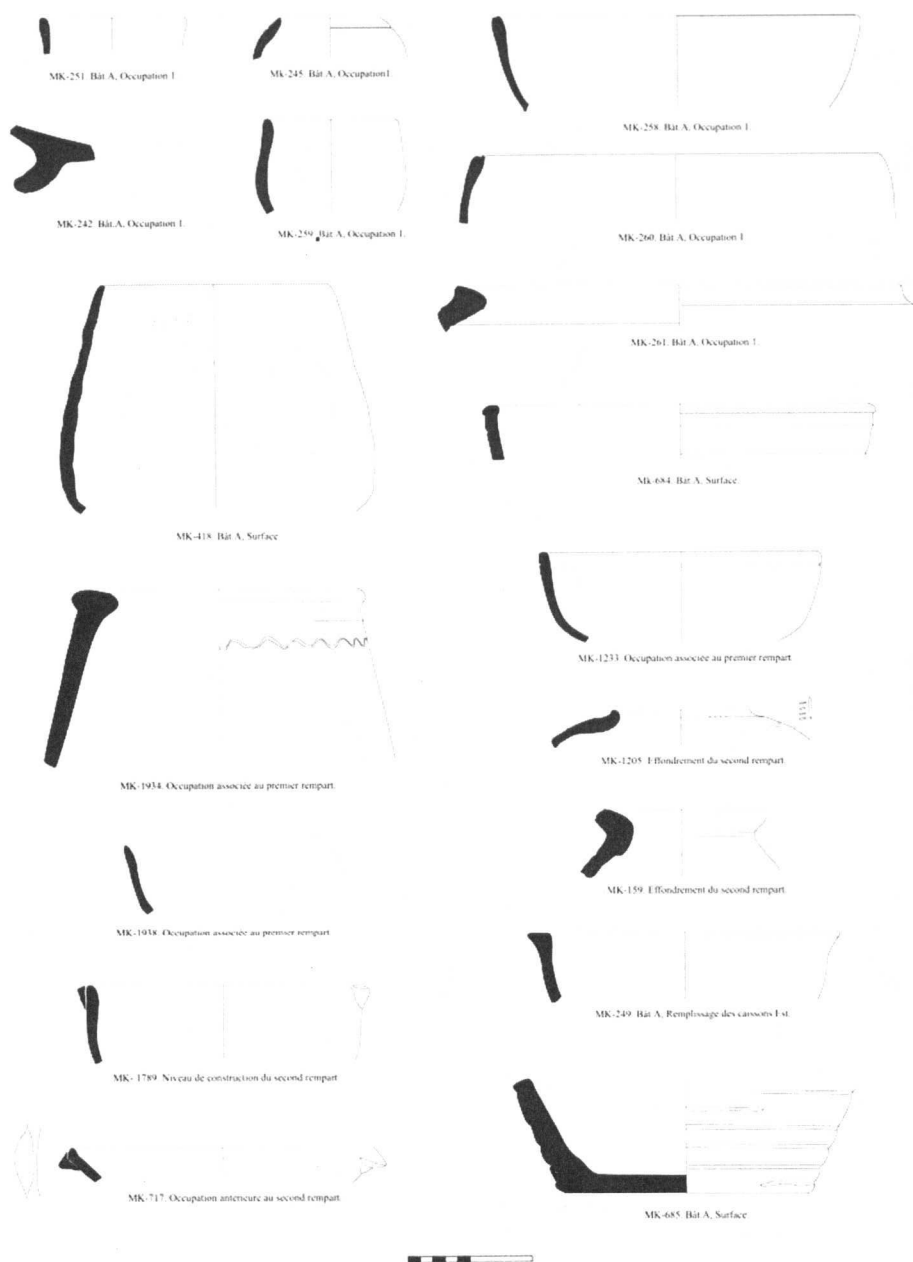 MK-251. Bât A, Occupation 1
Mk-245. Bât A, Occupation1
MK-258. Bât A, Occupation 1.
MK-242. Bât A, Occupation 1.
MK-259. Bât A, Occupation 1.
MK-260. Bât A, Occupation 1
MK-261. Bât A, Occupation 1.
Mk-684. Bât A, Surface.
MK-418. Bât A, Surface
MK-1233. Occupation associée au premier rempart.
MK-1205. Effondrement du second rempart.
MK-1934. Occupation associée au premier rempart.
MK-159. Effondrement du second rempart.
MK-1938. Occupation associée au premier rempart.
MK-249. Bât A, Remplissage des caissons Est.
MK- 1789. Niveau de construction du second rempart.
MK-717. Occupation antérieure au second rempart.
MK-685. Bât A, Surface